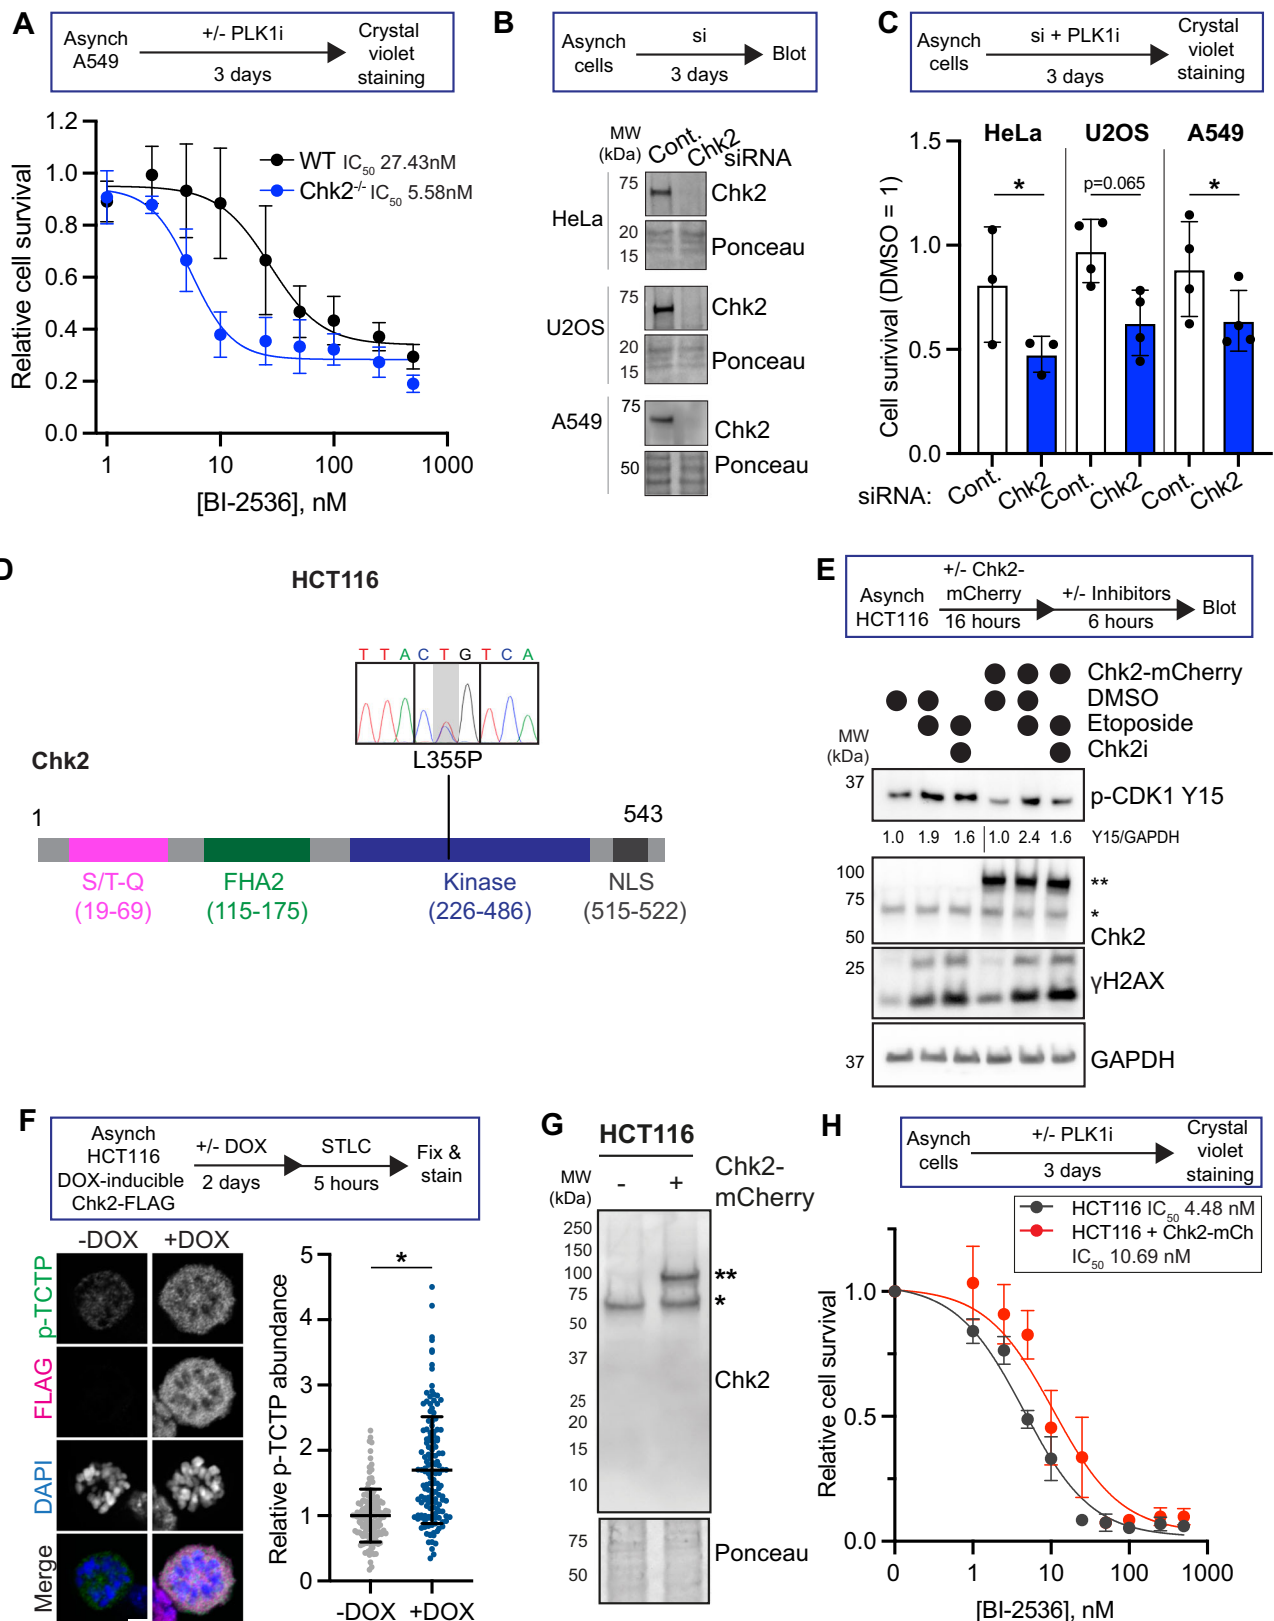 A
Asynch
A549
+/- PLK1i
3 days
Crystal
violet
staining
1.2
1.0
0.8
0.6
0.4
0.2
0.0
Relative cell survival
WT IC50 27.43nM
Chk2-/- IC50 5.58nM
1 10 100 1000
[BI-2536], nM
B
Asynch
cells
si
3 days
Blot
MW
(kDa)
Cont.
Chk2
siRNA
HeLa
75
Chk2
20
15
Ponceau
U2OS
75
Chk2
20
15
Ponceau
A549
75
Chk2
50
Ponceau
C
Asynch
cells
si + PLK1i
3 days
Crystal
violet
staining
HeLa U2OS A549
1.5
1.0
0.5
0.0
Cell surivival (DMSO = 1)
*
p=0.065
*
siRNA:
Cont. Chk2 Cont. Chk2 Cont. Chk2
D
HCT116
T T A C T G T C A
L355P
Chk2
1
543
S/T-Q
(19-69)
FHA2
(115-175)
Kinase
(226-486)
NLS
(515-522)
E
Asynch
HCT116
+/- Chk2-
mCherry
16 hours
+/- Inhibitors
6 hours
Blot
Chk2-mCherry
DMSO
Etoposide
Chk2i
MW
(kDa)
37
p-CDK1 Y15
1.0 1.9 1.6 1.0 2.4 1.6 Y15/GAPDH
100
75
50
**
*
Chk2
25
γH2AX
37
GAPDH
F
Asynch
HCT116
DOX-inducible
Chk2-FLAG
+/- DOX
2 days
STLC
5 hours
Fix &
stain
-DOX +DOX
p-TCTP
FLAG
DAPI
Merge
5
4
3
2
1
0
Relative p-TCTP abundance
*
-DOX +DOX
G
HCT116
MW
(kDa)
- +
Chk2-
mCherry
250
150
100
75
50
37
25
20
15
10
**
*
Chk2
75
50
Ponceau
H
Asynch
cells
+/- PLK1i
3 days
Crystal
violet
staining
HCT116 IC50 4.48 nM
HCT116 + Chk2-mCh
IC50 10.69 nM
1.0
0.5
0.0
Relative cell survival
0 1 10 100 1000
[BI-2536], nM